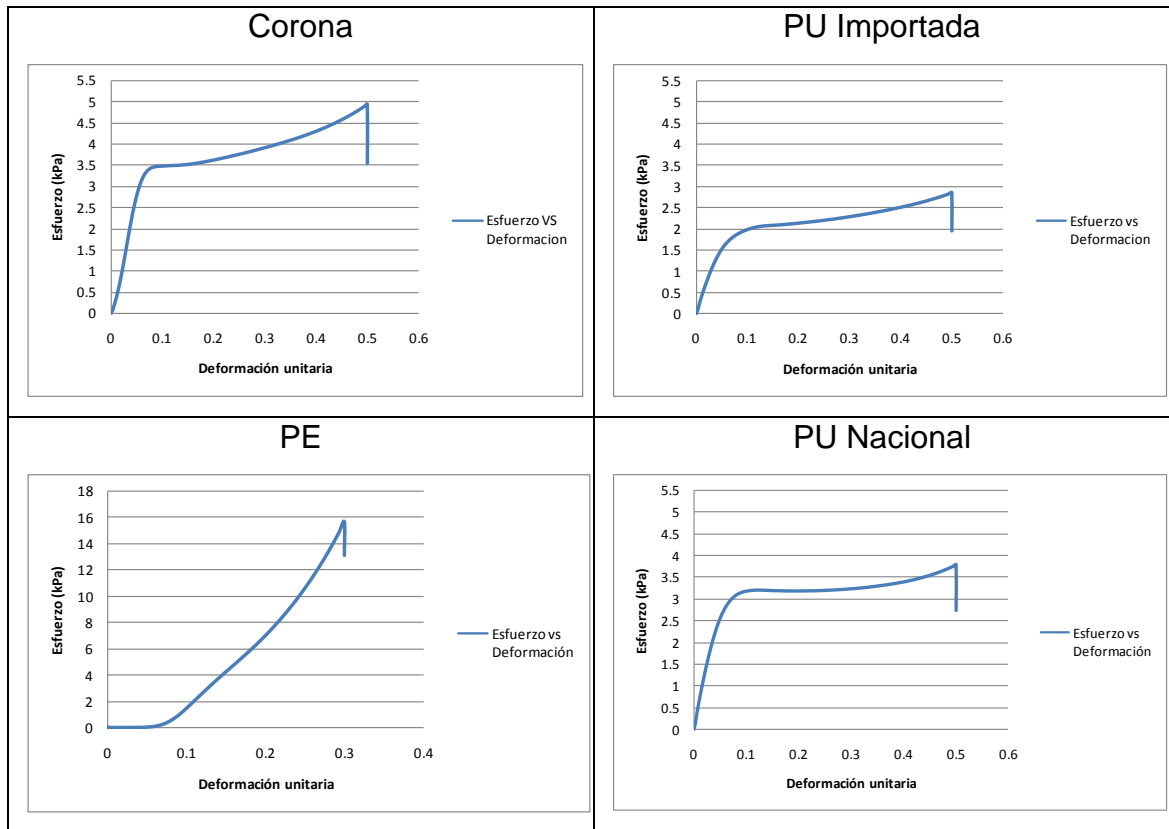 Corona
5.5
5
4.5
4
3.5
3
2.5
2
1.5
1
0.5
0
Esfuerzo (kPa)
0 0.1 0.2 0.3 0.4 0.5 0.6
Deformación unitaria
Esfuerzo VS
Deformacion
PU Importada
5.5
5
4.5
4
3.5
3
2.5
2
1.5
1
0.5
0
Esfuerzo (kPa)
0 0.1 0.2 0.3 0.4 0.5 0.6
Deformación unitaria
Esfuerzo vs
Deformacion
PE
18
16
14
12
10
8
6
4
2
0
Esfuerzo (kPa)
0 0.1 0.2 0.3 0.4
Deformación unitaria
Esfuerzo vs
Deformación
PU Nacional
5.5
5
4.5
4
3.5
3
2.5
2
1.5
1
0.5
0
Esfuerzo (kPa)
0 0.1 0.2 0.3 0.4 0.5 0.6
Deformación unitaria
Esfuerzo vs
Deformación